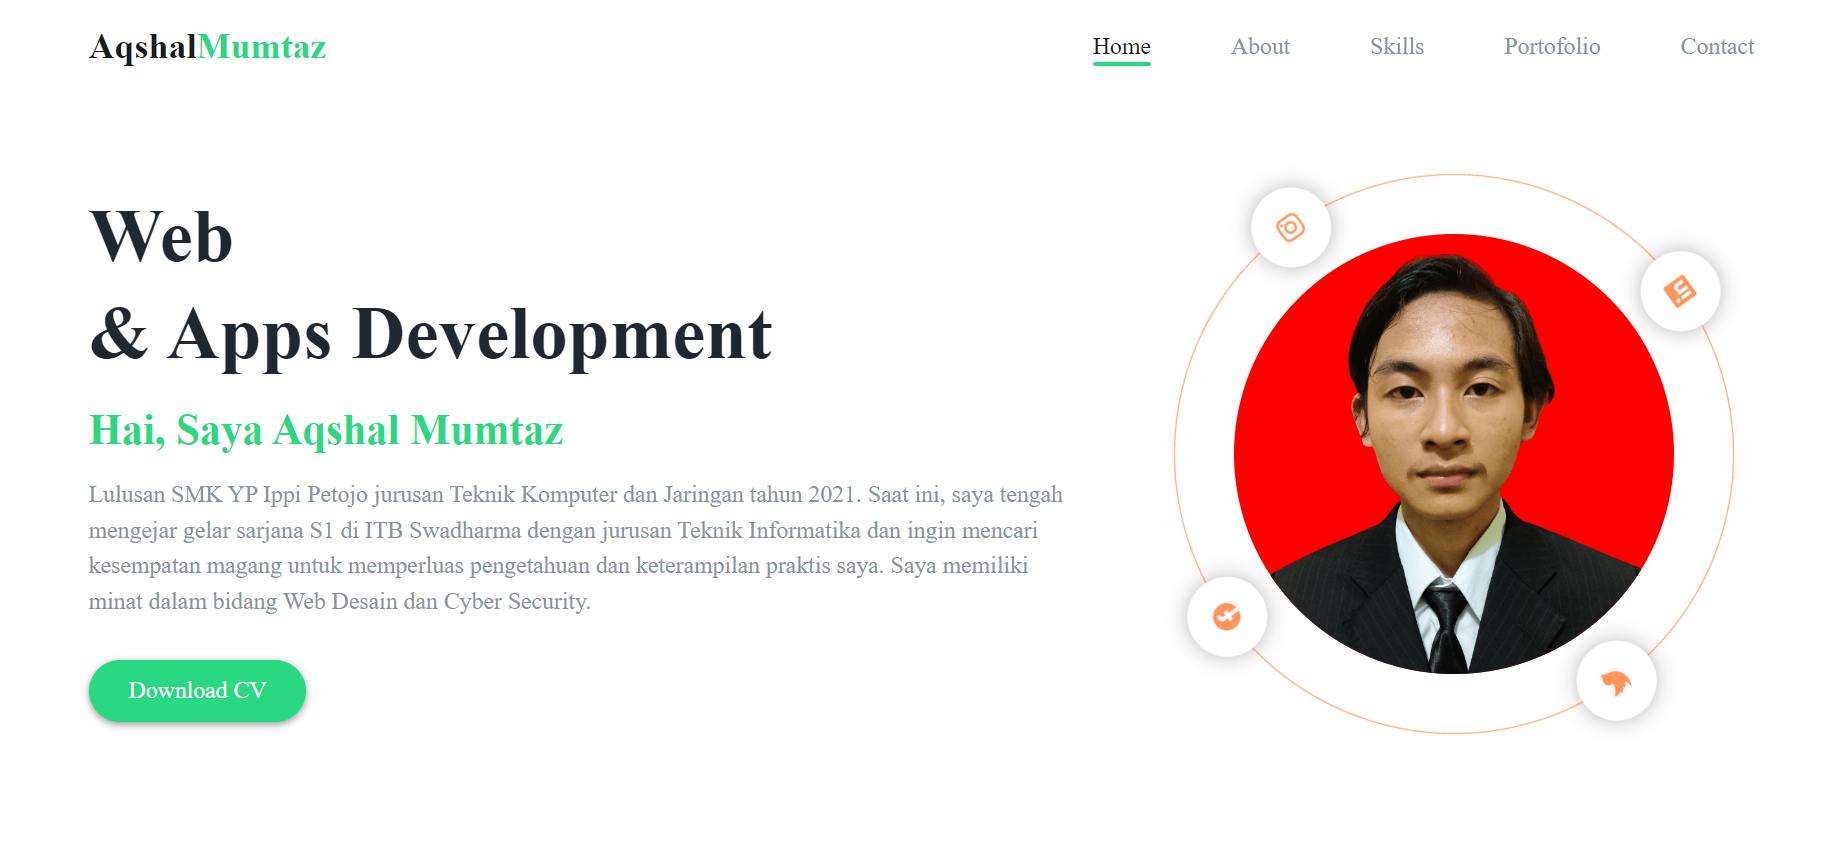 AqshalMumtaz
Home
About
Skills
Portofolio
Contact
Web
& Apps Development
Hai, Saya Aqshal Mumtaz
Lulusan SMK YP Ippi Petojo jurusan Teknik Komputer dan Jaringan tahun 2021. Saat ini, saya tengah
mengejar gelar sarjana S1 di ITB Swadharma dengan jurusan Teknik Informatika dan ingin mencari
kesempatan magang untuk memperluas pengetahuan dan keterampilan praktis saya. Saya memiliki
minat dalam bidang Web Desain dan Cyber Security.
Download CV